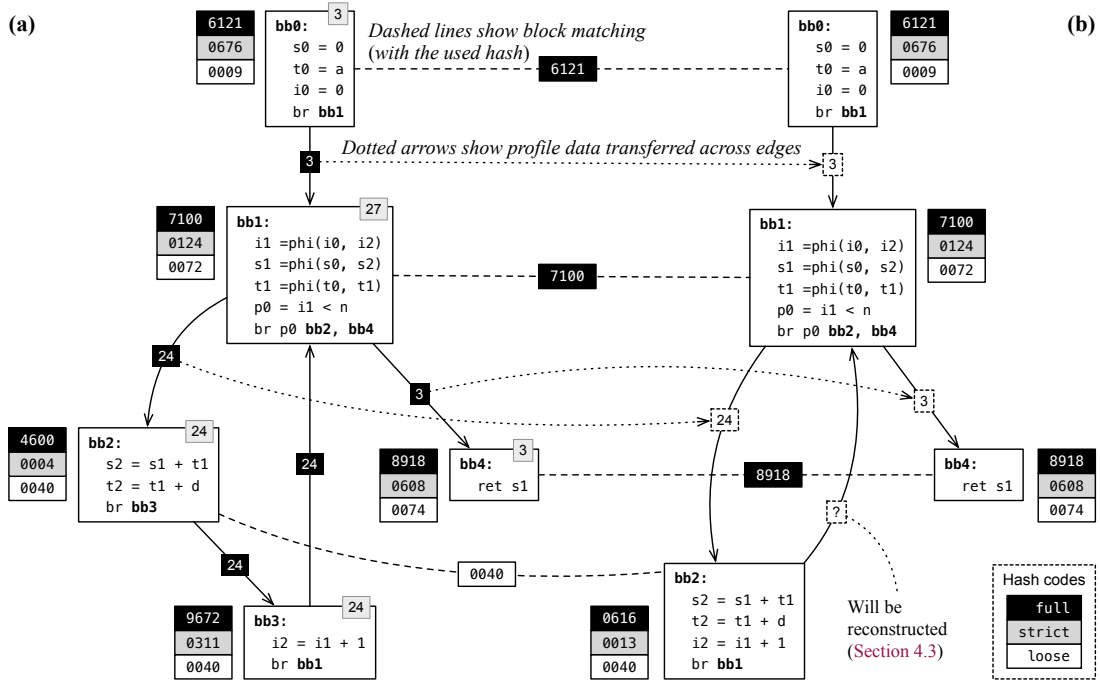 (a)
(b)
6121
0676
0009
3
bb0:
s0 = 0
t0 = a
i0 = 0
br bb1
Dashed lines show block matching
(with the used hash)
6121
bb0:
s0 = 0
t0 = a
i0 = 0
br bb1
6121
0676
0009
3
Dotted arrows show profile data transferred across edges
3
7100
0124
0072
27
bb1:
i1 =phi(i0, i2)
s1 =phi(s0, s2)
t1 =phi(t0, t1)
p0 = i1 < n
br p0 bb2, bb4
7100
bb1:
i1 =phi(i0, i2)
s1 =phi(s0, s2)
t1 =phi(t0, t1)
p0 = i1 < n
br p0 bb2, bb4
7100
0124
0072
24
3
24
3
4600
0004
0040
24
bb2:
s2 = s1 + t1
t2 = t1 + d
br bb3
24
8918
0608
0074
3
bb4:
ret s1
8918
bb4:
ret s1
8918
0608
0074
?
24
0040
9672
0311
0040
24
bb3:
i2 = i1 + 1
br bb1
0616
0013
0040
bb2:
s2 = s1 + t1
t2 = t1 + d
i2 = i1 + 1
br bb1
Will be
reconstructed
(Section 4.3)
Hash codes
full
strict
loose